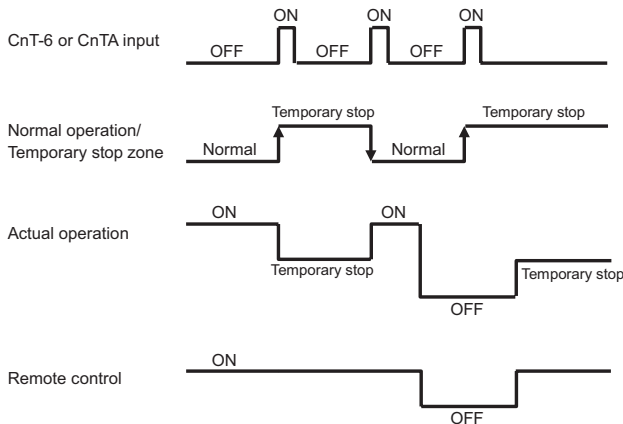 ON ON ON
CnT-6 or CnTA input
OFF OFF OFF
Temporary stop Temporary stop
Normal operation/
Temporary stop zone
Normal Normal
ON ON
Actual operation
Temporary stop Temporary stop
OFF
ON
Remote control
OFF